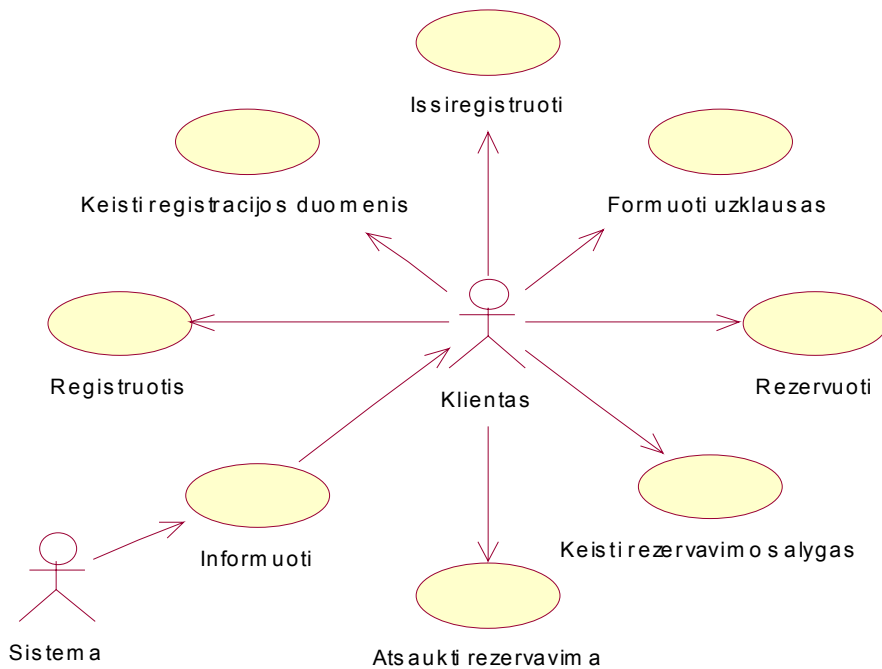 Issiregistruoti
Keisti registracijos duomenis
Formuoti uzklausas
Registruotis
Klientas
Rezervuoti
Informuoti
Keisti rezervavimo salygas
Sistema
Atsaukti rezervavima